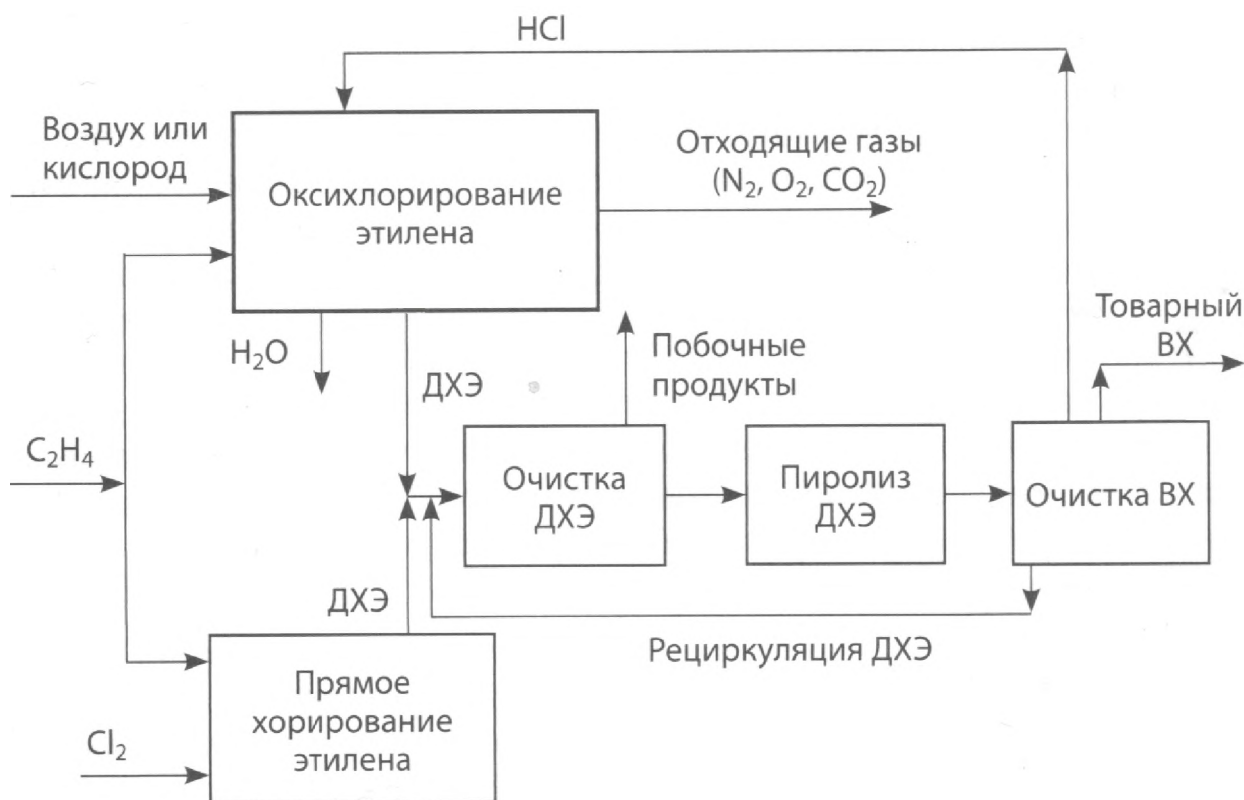 HCl
Воздух или
кислород
Оксихлорирование
этилена
Отходящие газы
(N₂, O₂, CO₂)
H₂O
ДХЭ
Побочные
продукты
Товарный
ВХ
C₂H₄
Очистка
ДХЭ
Пиролиз
ДХЭ
Очистка ВХ
ДХЭ
Рециркуляция ДХЭ
Прямое
хорирование
этилена
Cl₂